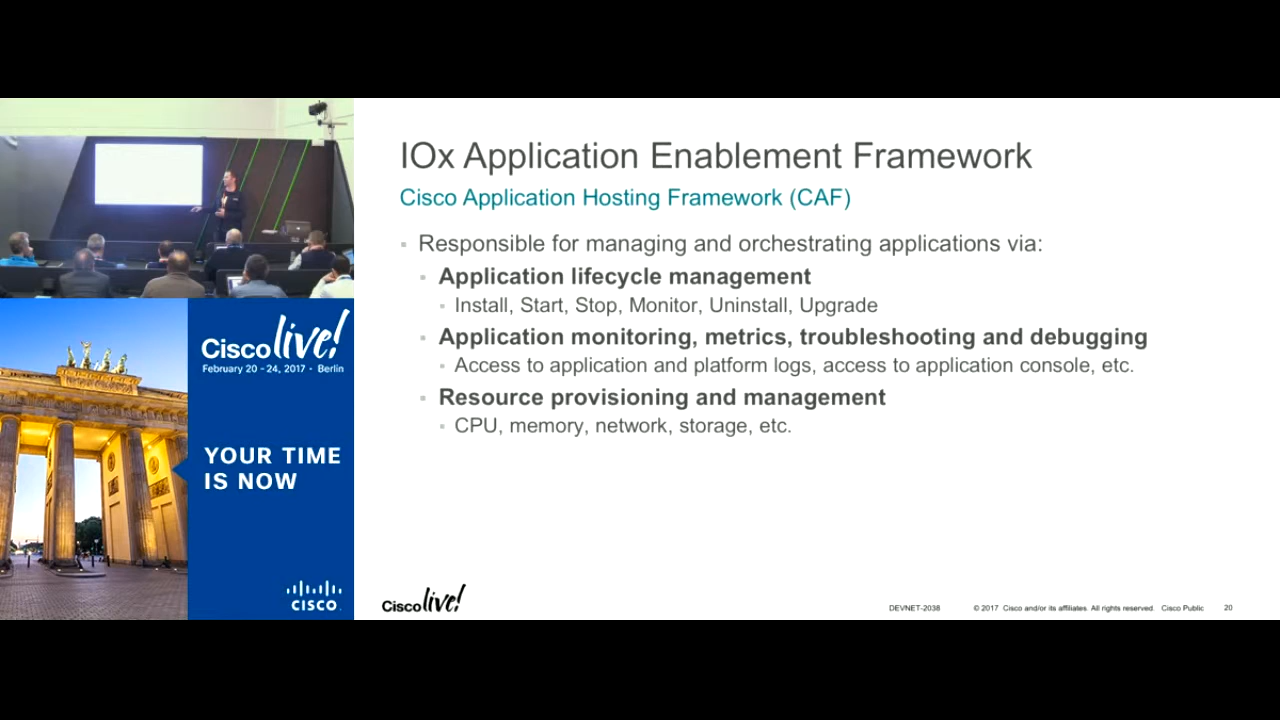 IOx Application Enablement Framework
Cisco Application Hosting Framework (CAF)
Responsible for managing and orchestrating applications via:
Application lifecycle management
Install, Start, Stop, Monitor, Uninstall, Upgrade
Application monitoring, metrics, troubleshooting and debugging
Access to application and platform logs, access to application console, etc.
Resource provisioning and management
CPU, memory, network, storage, etc.
Cisco live!
February 20 - 24, 2017 · Berlin
YOUR TIME
IS NOW
CISCO
Cisco live!
DEVNET-2038 © 2017 Cisco and/or its affiliates. All rights reserved. Cisco Public 20